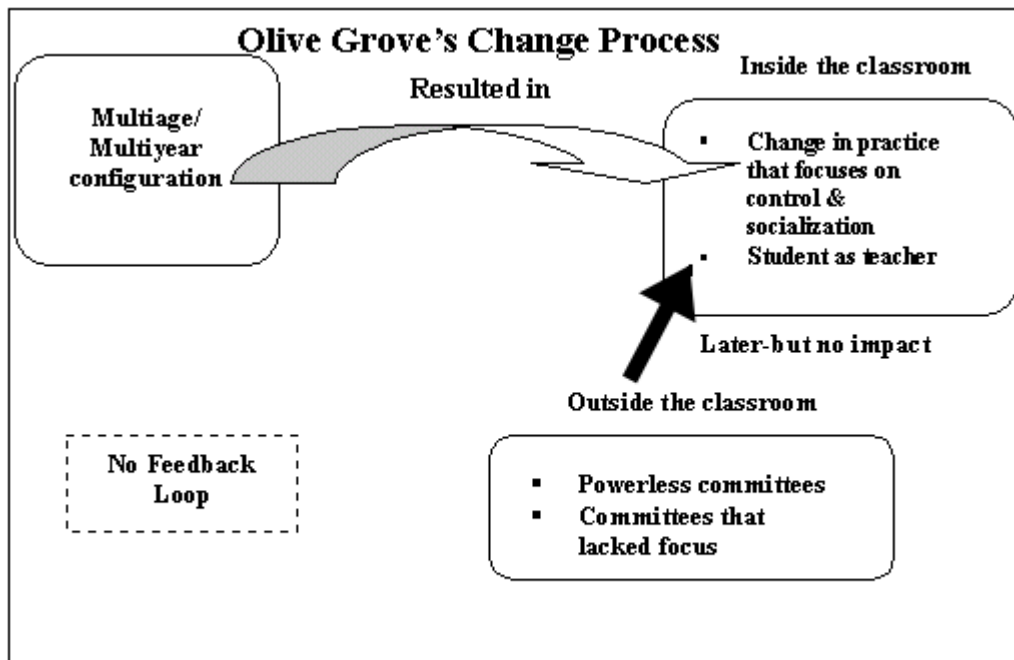 Olive Grove's Change Process
Multiage/
Multiyear
configuration
Resulted in
Inside the classroom
▪ Change in practice
that focuses on
control &
socialization
▪ Student as teacher
Later-but no impact
Outside the classroom
▪ Powerless committees
▪ Committees that
lacked focus
No Feedback
Loop